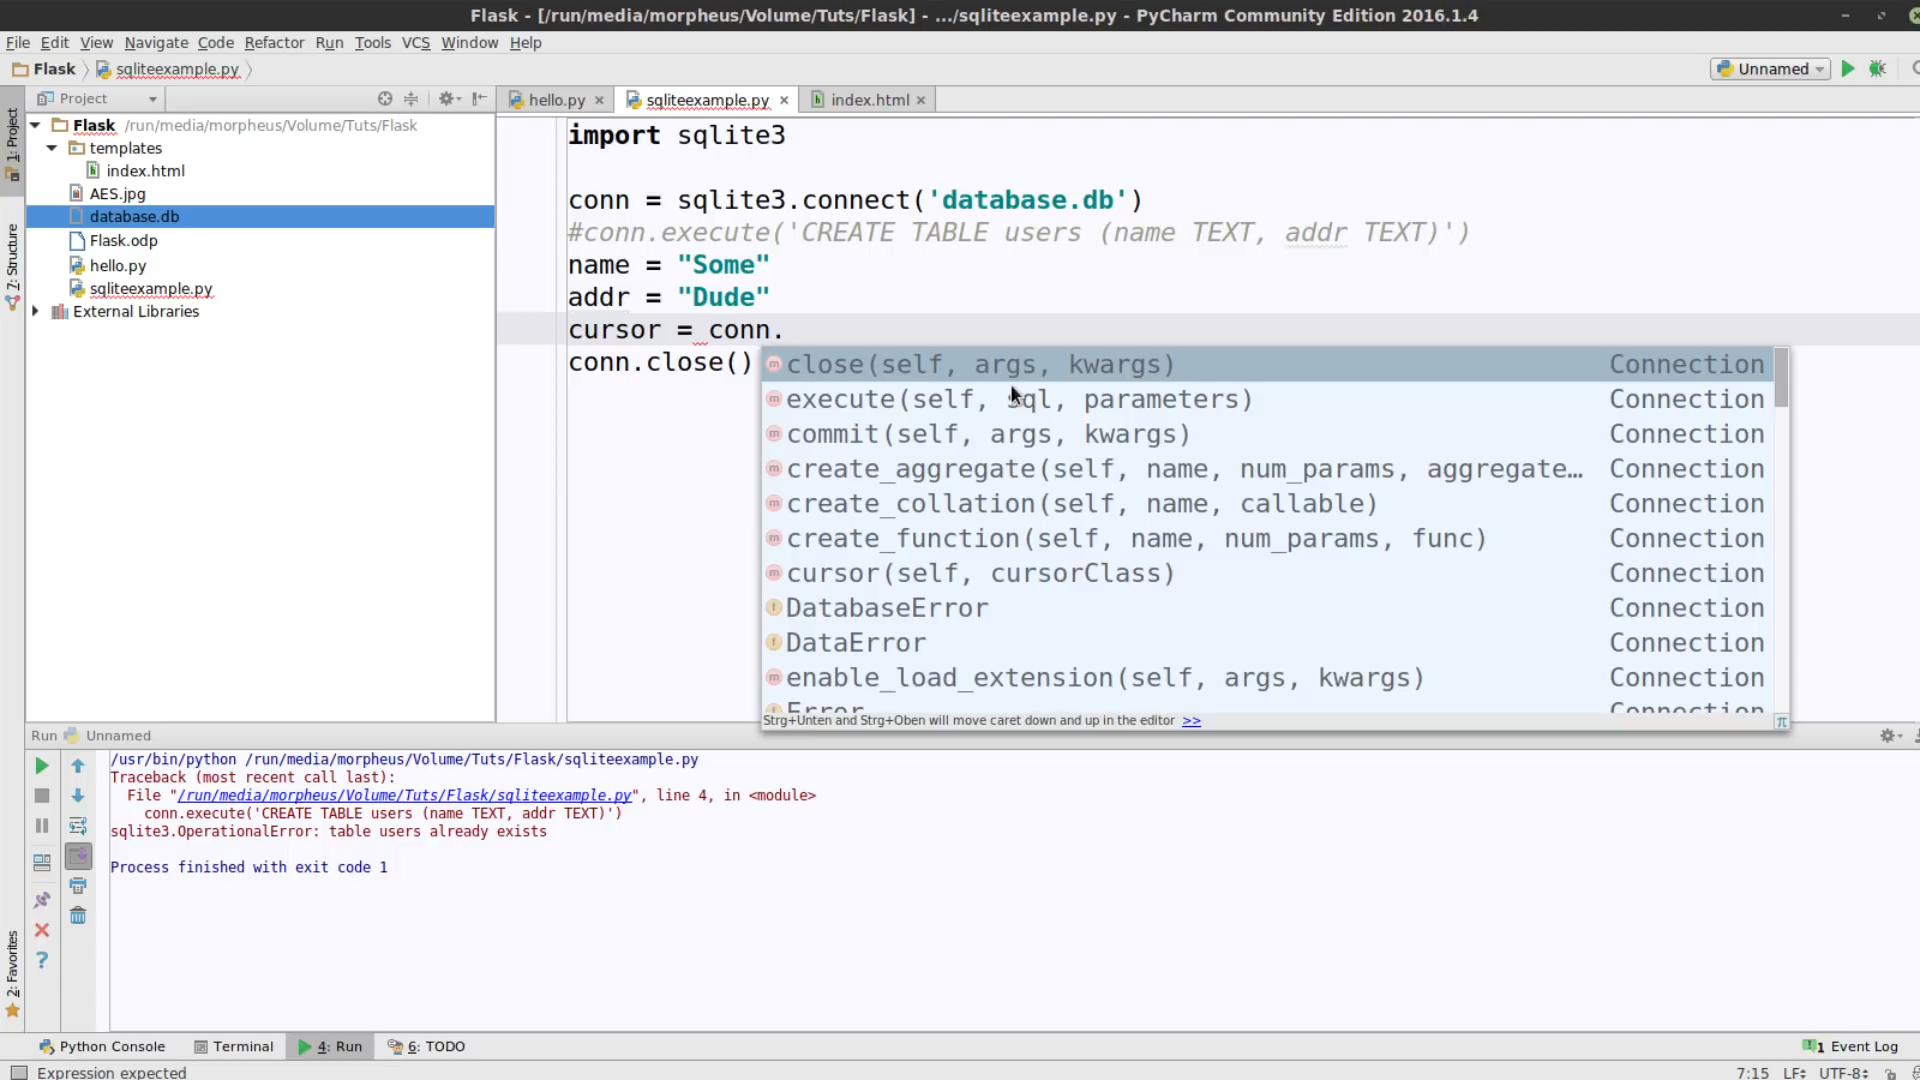 Flask - [/run/media/morpheus/Volume/Tuts/Flask] - .../sqliteexample.py - PyCharm Community Edition 2016.1.4
File Edit View Navigate Code Refactor Run Tools VCS Window Help
Flask sqliteexample.py Unnamed
Project hello.py sqliteexample.py index.html
1: Project
7: Structure
2: Favorites
Flask /run/media/morpheus/Volume/Tuts/Flask
templates
index.html
AES.jpg
database.db
Flask.odp
hello.py
sqliteexample.py
External Libraries
import sqlite3
conn = sqlite3.connect('database.db')
#conn.execute('CREATE TABLE users (name TEXT, addr TEXT)')
name = "Some"
addr = "Dude"
cursor = conn.
conn.close()
close(self, args, kwargs) Connection
execute(self, sql, parameters) Connection
commit(self, args, kwargs) Connection
create_aggregate(self, name, num_params, aggregate… Connection
create_collation(self, name, callable) Connection
create_function(self, name, num_params, func) Connection
cursor(self, cursorClass) Connection
DatabaseError Connection
DataError Connection
enable_load_extension(self, args, kwargs) Connection
Error Connection
Strg+Unten and Strg+Oben will move caret down and up in the editor >>
Run Unnamed
/usr/bin/python /run/media/morpheus/Volume/Tuts/Flask/sqliteexample.py
Traceback (most recent call last):
File "/run/media/morpheus/Volume/Tuts/Flask/sqliteexample.py", line 4, in <module>
conn.execute('CREATE TABLE users (name TEXT, addr TEXT)')
sqlite3.OperationalError: table users already exists
Process finished with exit code 1
Python Console Terminal 4: Run 6: TODO 1 Event Log
Expression expected 7:15 LF UTF-8